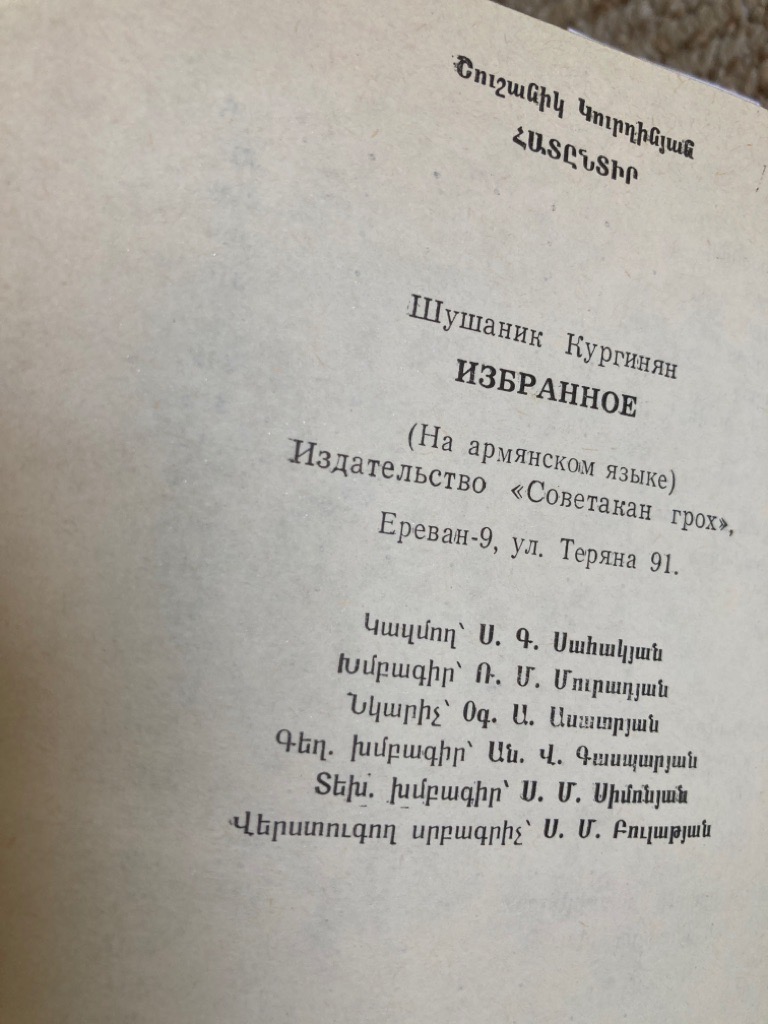 Շուշանիկ Կուրղինյան
ՀԱՏԸՆՏԻՐ
Шушаник Кургинян
ИЗБРАННОЕ
(На армянском языке)
Издательство «Советакан грох»,
Ереван-9, ул. Теряна 91.
Կազմող՝ Ս. Գ. Սահակյան
Խմբագիր՝ Ռ. Մ. Մուրադյան
Նկարիչ՝ Օգ. Ա. Ասատրյան
Գեղ. խմբագիր՝ Ան. Վ. Գասպարյան
Տեխ. խմբագիր՝ Ս. Մ. Սիմոնյան
Վերստուգող սրբագրիչ՝ Ս. Մ. Բուլաթյան